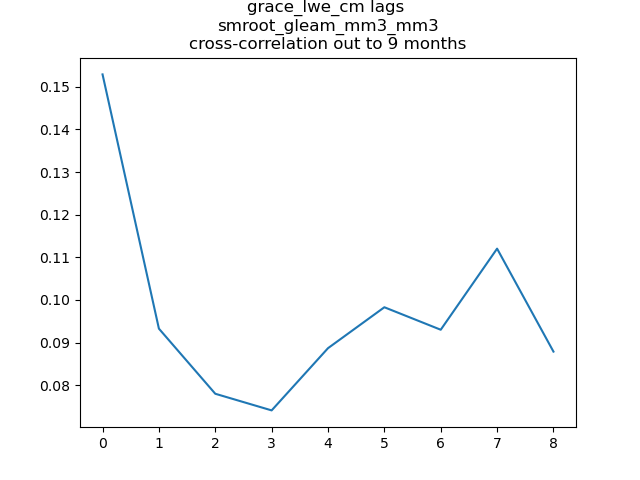 grace_lwe_cm lags
smroot_gleam_mm3_mm3
cross-correlation out to 9 months
0.15
0.14
0.13
0.12
0.11
0.10
0.09
0.08
0 1 2 3 4 5 6 7 8